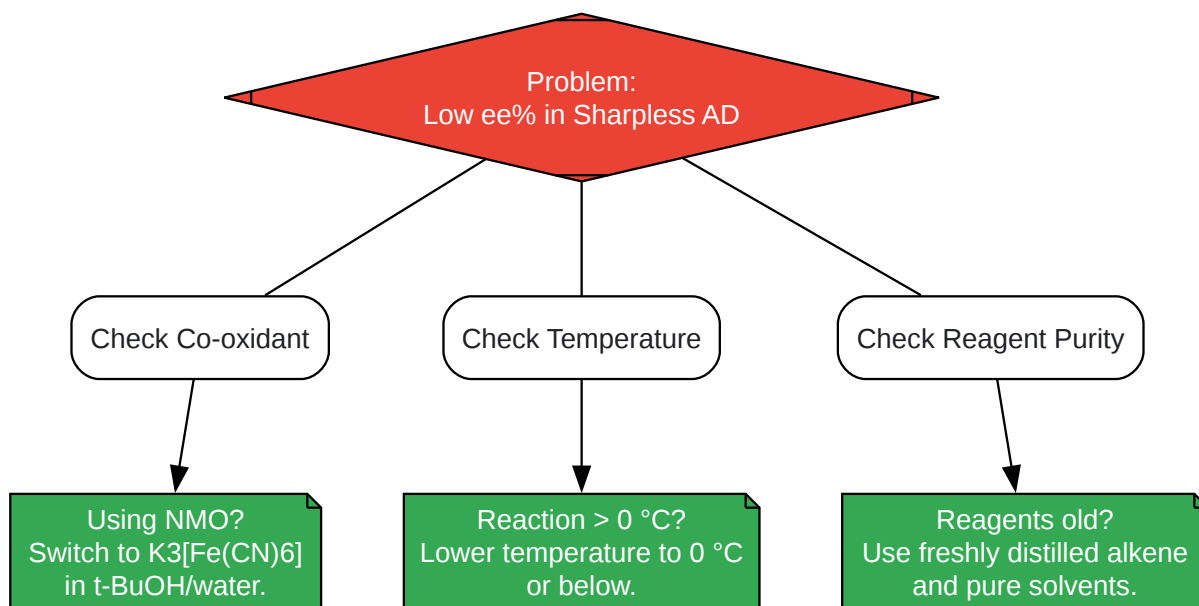 Problem:
Low ee% in Sharpless AD
Check Co-oxidant
Check Temperature
Check Reagent Purity
Using NMO?
Switch to K3[Fe(CN)6]
in t-BuOH/water.
Reaction > 0 °C?
Lower temperature to 0 °C
or below.
Reagents old?
Use freshly distilled alkene
and pure solvents.